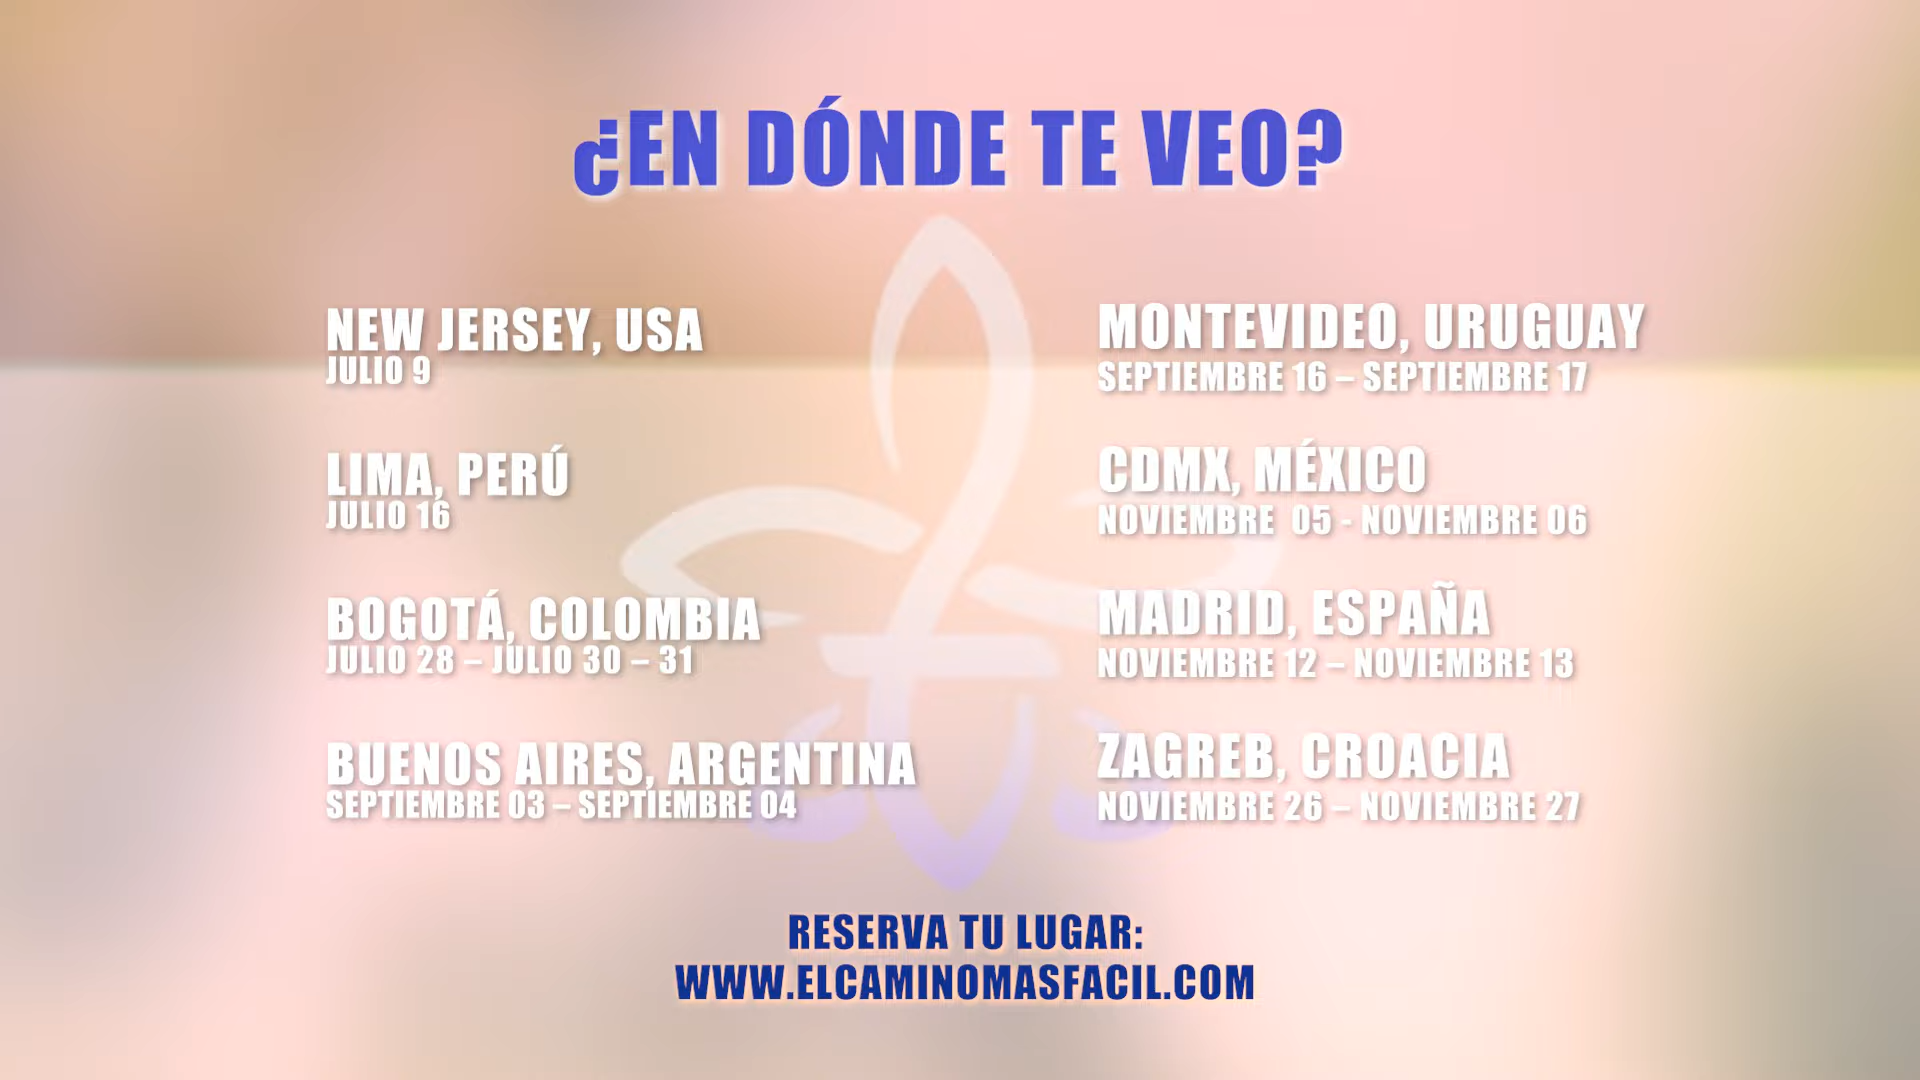 ¿EN DÓNDE TE VEO?
NEW JERSEY, USA
JULIO 9
LIMA, PERÚ
JULIO 16
BOGOTÁ, COLOMBIA
JULIO 28 – JULIO 30 – 31
BUENOS AIRES, ARGENTINA
SEPTIEMBRE 03 – SEPTIEMBRE 04
MONTEVIDEO, URUGUAY
SEPTIEMBRE 16 – SEPTIEMBRE 17
CDMX, MÉXICO
NOVIEMBRE  05 - NOVIEMBRE 06
MADRID, ESPAÑA
NOVIEMBRE 12 – NOVIEMBRE 13
ZAGREB, CROACIA
NOVIEMBRE 26 – NOVIEMBRE 27
RESERVA TU LUGAR:
WWW.ELCAMINOMASFACIL.COM